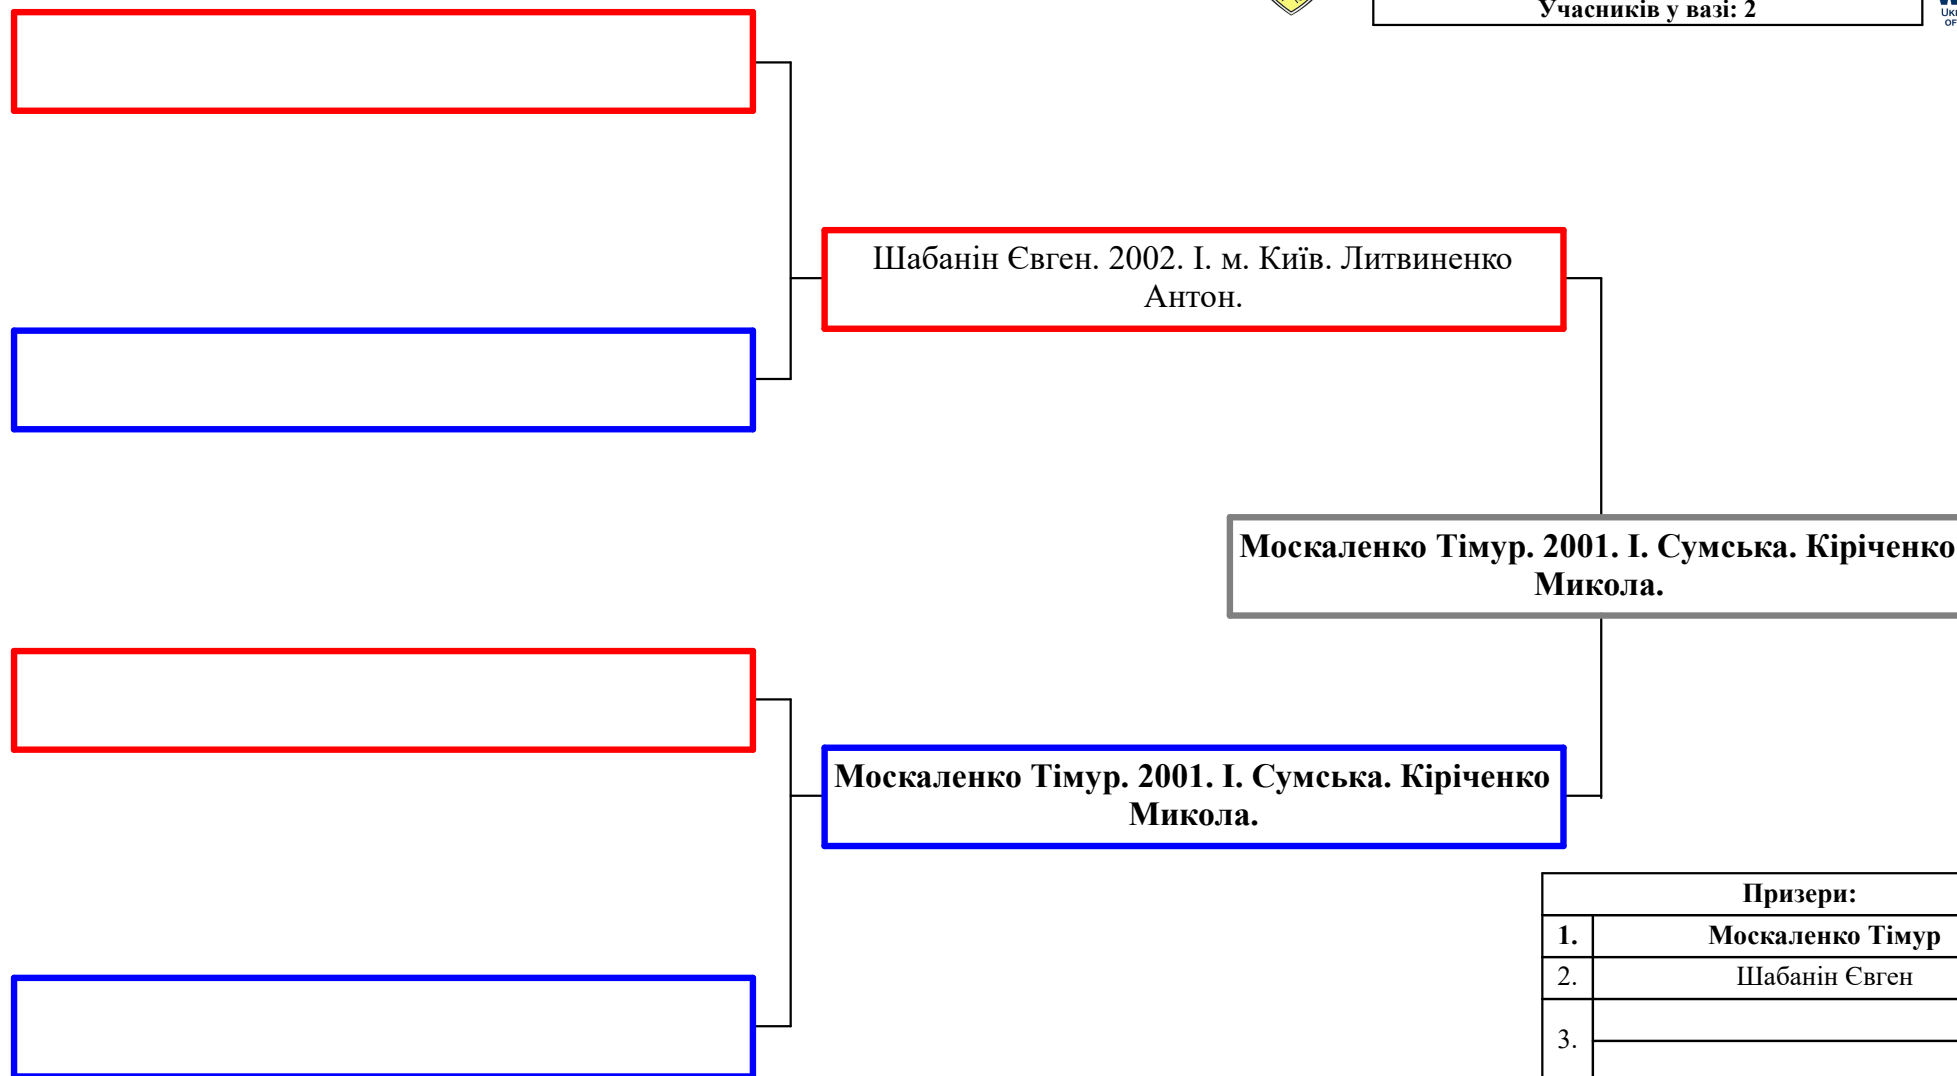 Учасників у вазі: 2
Шабанін Євген. 2002. І. м. Київ. Литвиненко
Антон.
Москаленко Тімур. 2001. І. Сумська. Кіріченко
Микола.
Москаленко Тімур. 2001. І. Сумська. Кіріченко
Микола.
Призери:
1. Москаленко Тімур
2. Шабанін Євген
3.